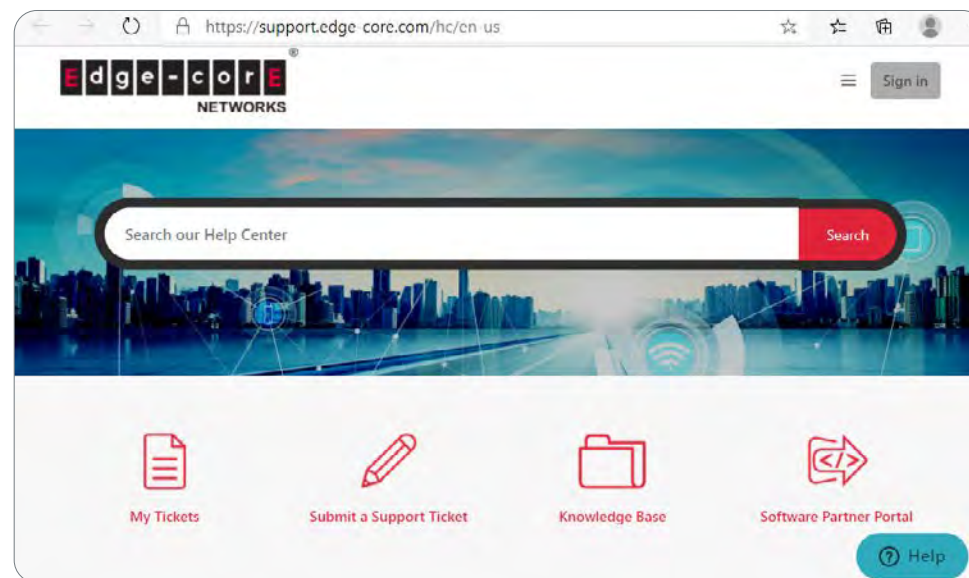 https://support.edge-core.com/hc/en-us
Edge-corE®
NETWORKS
Sign in
Search our Help Center
Search
My Tickets
Submit a Support Ticket
Knowledge Base
Software Partner Portal
</>
? Help